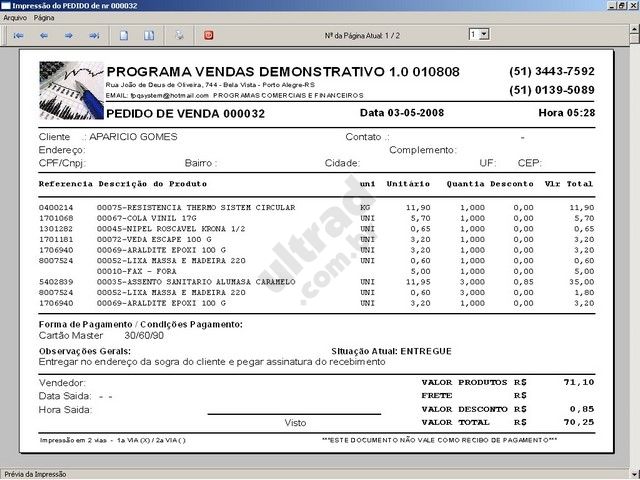 Impressão do PEDIDO de nr 000032
Arquivo Página
Nº da Página Atual: 1 / 2
1
PROGRAMA VENDAS DEMONSTRATIVO 1.0 010808 (51) 3443-7592
Rua João de Deus de Oliveira, 744 - Bela Vista - Porto Alegre-RS
(51) 0139-5089
EMAIL: tpqsystem@hotmail.com PROGRAMAS COMERCIAIS E FINANCEIROS
PEDIDO DE VENDA 000032 Data 03-05-2008 Hora 05:28
Cliente .: APARICIO GOMES Contato .: -
Endereço: Complemento:
CPF/Cnpj: Bairro : Cidade: UF: CEP:
Referencia Descrição do Produto uni Unitário Quantia Desconto Vlr Total
0400214 00075-RESISTENCIA THERMO SISTEM CIRCULAR KG 11,90 1,000 0,00 11,90
1701068 00067-COLA VINIL 17G UNI 5,70 1,000 0,00 5,70
1301282 00045-NIPEL ROSCAVEL KRONA 1/2 UNI 0,65 1,000 0,00 0,65
1701181 00072-VEDA ESCAPE 100 G UNI 3,20 1,000 0,00 3,20
1706940 00069-ARALDITE EPOXI 100 G UNI 3,20 1,000 0,00 3,20
8007524 00052-LIXA MASSA E MADEIRA 220 UNI 0,60 1,000 0,00 0,60
00010-FAX - FORA UNI 5,00 1,000 0,00 5,00
5402839 00035-ASSENTO SANITARIO ALUMASA CARAMELO UNI 11,95 3,000 0,85 35,00
8007524 00052-LIXA MASSA E MADEIRA 220 UNI 0,60 3,000 0,00 1,80
1706940 00069-ARALDITE EPOXI 100 G UNI 3,20 1,000 0,00 3,20
ultrad
.com.br
Forma de Pagamento / Condições Pagamento:
Cartão Master 30/60/90
Observações Gerais: Situação Atual: ENTREGUE
Entregar no endereço da sogra do cliente e pegar assinatura do recebimento
Vendedor: VALOR PRODUTOS R$ 71,10
Data Saida: - - FRETE R$
Hora Saida: VALOR DESCONTO R$ 0,85
Visto VALOR TOTAL R$ 70,25
Impressão em 2 vias - 1a VIA (X) / 2a VIA ( ) ***ESTE DOCUMENTO NÃO VALE COMO RECIBO DE PAGAMENTO***
Prévia da Impressão